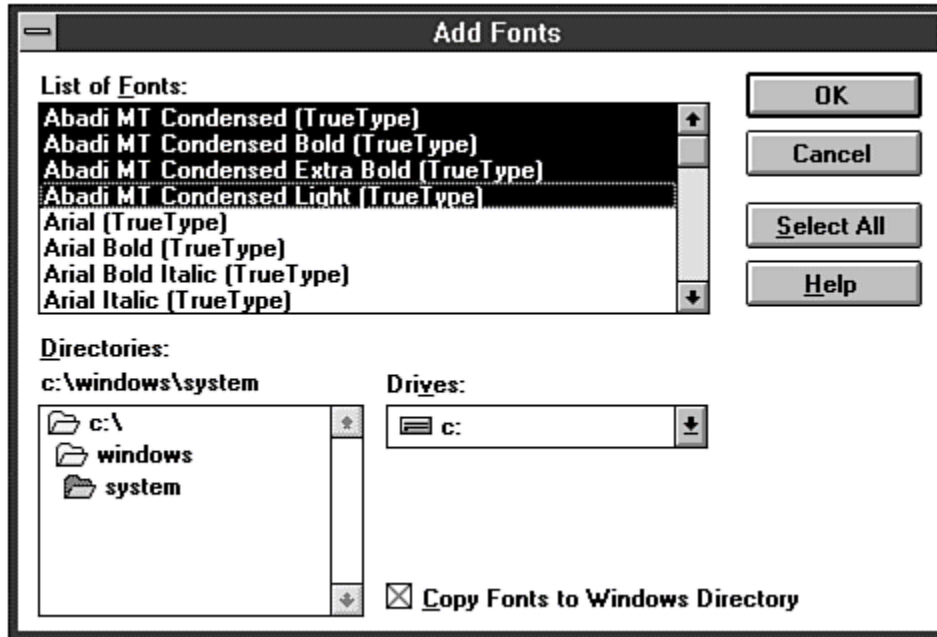 Add Fonts
List of Fonts:
Abadi MT Condensed (TrueType)
Abadi MT Condensed Bold (TrueType)
Abadi MT Condensed Extra Bold (TrueType)
Abadi MT Condensed Light (TrueType)
Arial (TrueType)
Arial Bold (TrueType)
Arial Bold Italic (TrueType)
Arial Italic (TrueType)
OK
Cancel
Select All
Help
Directories:
c:\windows\system
c:\
windows
system
Drives:
c:
Copy Fonts to Windows Directory